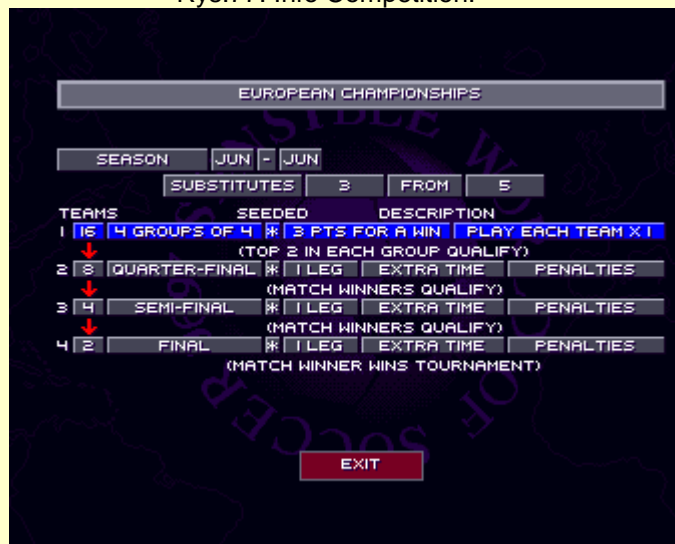 EUROPEAN CHAMPIONSHIPS
SEASON JUN - JUN
SUBSTITUTES 3 FROM 5
TEAMS SEEDED DESCRIPTION
1 16 4 GROUPS OF 4 * 3 PTS FOR A WIN PLAY EACH TEAM X 1
(TOP 2 IN EACH GROUP QUALIFY)
2 8 QUARTER-FINAL * 1 LEG EXTRA TIME PENALTIES
(MATCH WINNERS QUALIFY)
3 4 SEMI-FINAL * 1 LEG EXTRA TIME PENALTIES
(MATCH WINNERS QUALIFY)
4 2 FINAL * 1 LEG EXTRA TIME PENALTIES
(MATCH WINNER WINS TOURNAMENT)
EXIT